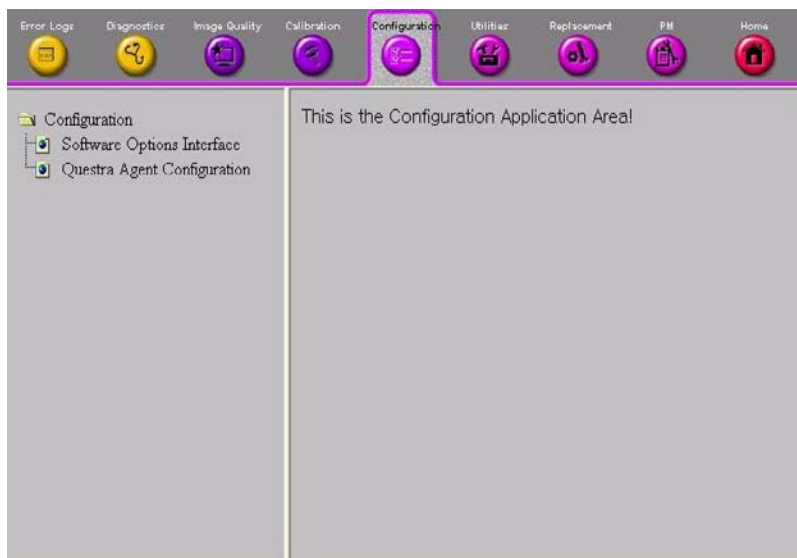 Error Logs
Diagnostics
Image Quality
Calibration
Configuration
Utilities
Replacement
PM
Home
Configuration
Software Options Interface
Questra Agent Configuration
This is the Configuration Application Area!